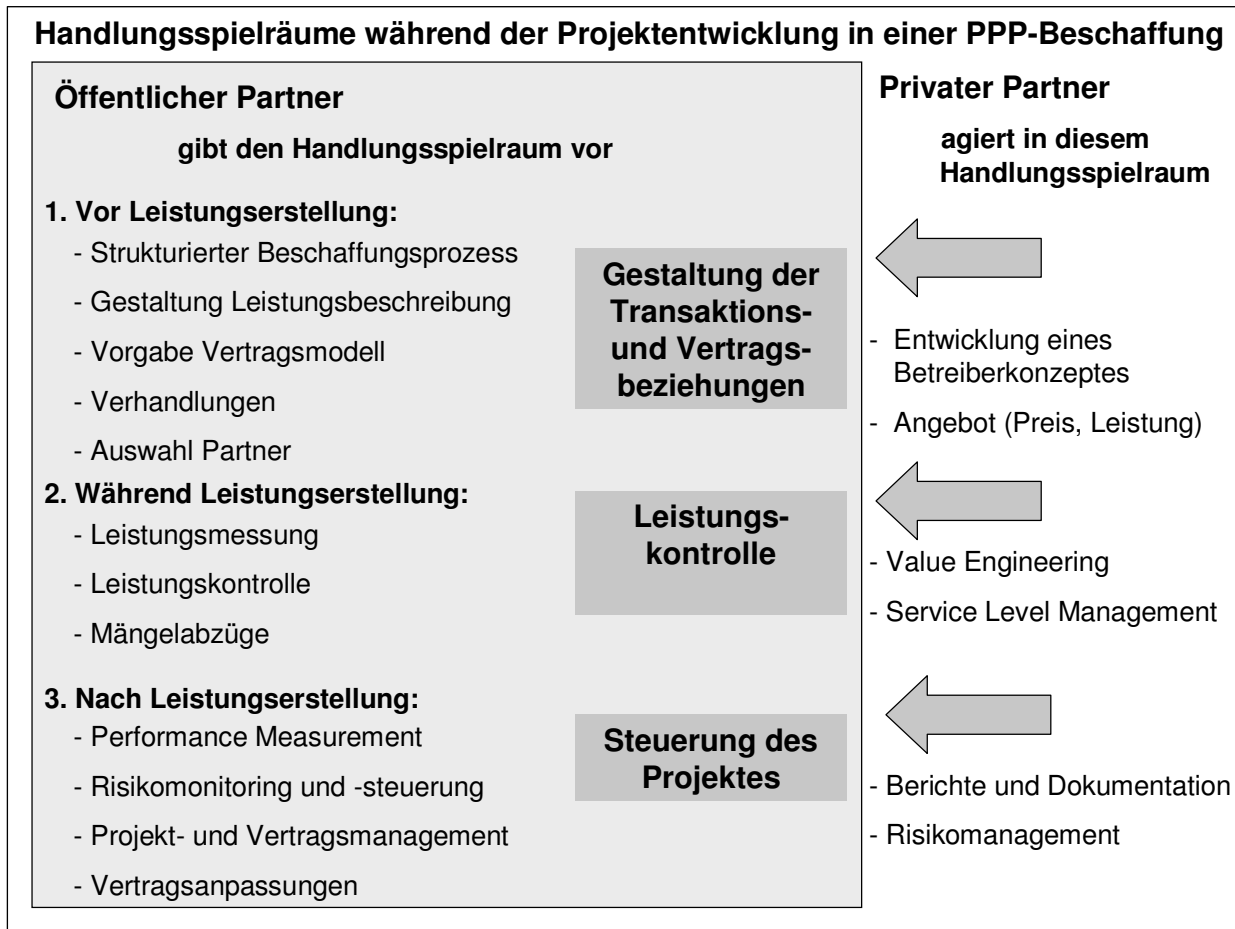 Handlungsspielräume während der Projektentwicklung in einer PPP-Beschaffung
Öffentlicher Partner
gibt den Handlungsspielraum vor
1. Vor Leistungserstellung:
- Strukturierter Beschaffungsprozess
- Gestaltung Leistungsbeschreibung
- Vorgabe Vertragsmodell
- Verhandlungen
- Auswahl Partner
Gestaltung der
Transaktions-
und Vertrags-
beziehungen
2. Während Leistungserstellung:
- Leistungsmessung
- Leistungskontrolle
- Mängelabzüge
Leistungs-
kontrolle
3. Nach Leistungserstellung:
- Performance Measurement
- Risikomonitoring und -steuerung
- Projekt- und Vertragsmanagement
- Vertragsanpassungen
Steuerung des
Projektes
Privater Partner
agiert in diesem
Handlungsspielraum
- Entwicklung eines
Betreiberkonzeptes
- Angebot (Preis, Leistung)
- Value Engineering
- Service Level Management
- Berichte und Dokumentation
- Risikomanagement